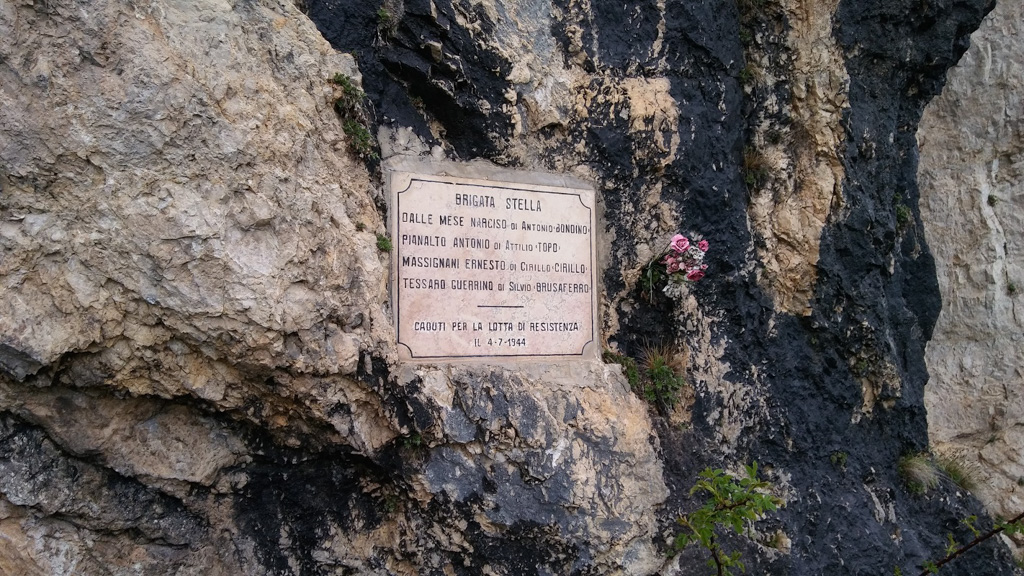 BRIGATA STELLA
DALLE MESE NARCISO DI ANTONIO·BONDINO·
PIANALTO ANTONIO DI ATTILIO·TOPO·
MASSIGNANI ERNESTO DI CIRILLO·CIRILLO·
TESSARO GUERRINO DI SILVIO·BRUSAFERRO·
CADUTI PER LA LOTTA DI RESISTENZA
IL 4·7·1944